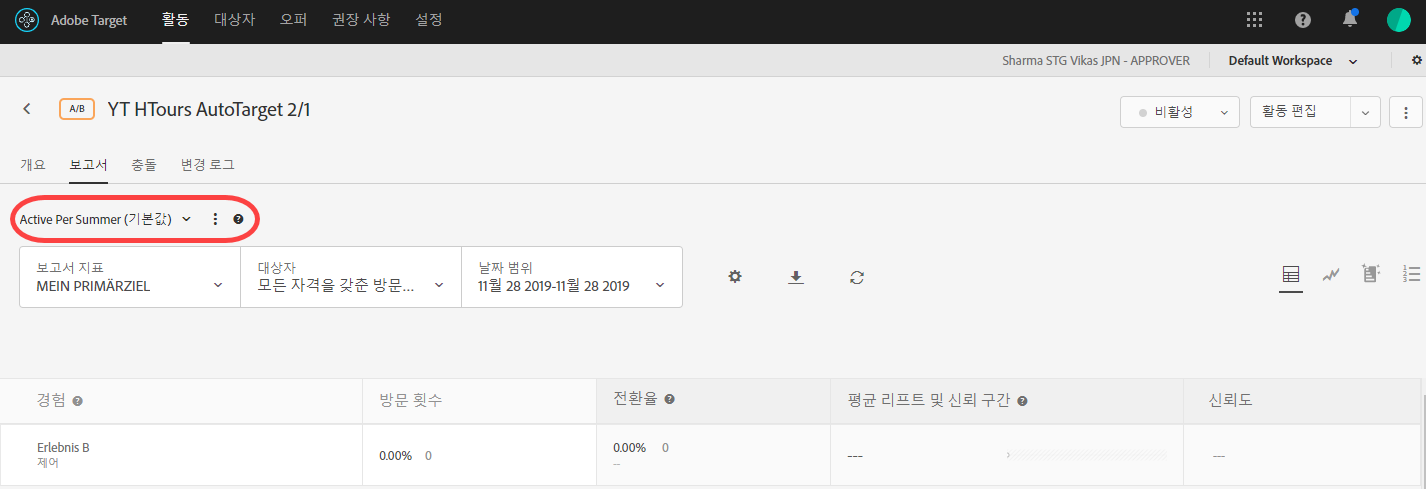 Adobe Target 활동 대상자 오퍼 권장 사항 설정
Sharma STG Vikas JPN - APPROVER Default Workspace
A/B YT HTours AutoTarget 2/1 비활성 활동 편집
개요 보고서 충돌 변경 로그
Active Per Summer (기본값)
보고서 지표 대상자 날짜 범위
MEIN PRIMÄRZIEL 모든 자격을 갖춘 방문... 11월 28 2019-11월 28 2019
경험 방문 횟수 전환율 평균 리프트 및 신뢰 구간 신뢰도
Erlebnis B 0.00% 0 0.00% 0 --- ---
제어 --